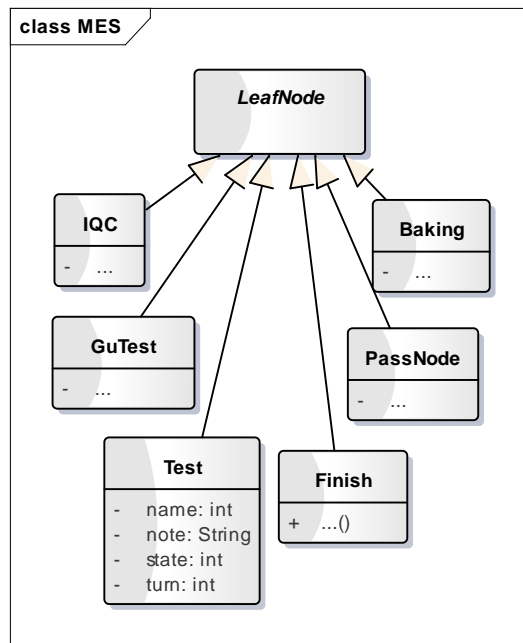 class MES
LeafNode
IQC
- ...
Baking
- ...
GuTest
- ...
PassNode
- ...
Test
- name: int
- note: String
- state: int
- turn: int
Finish
+ ...()